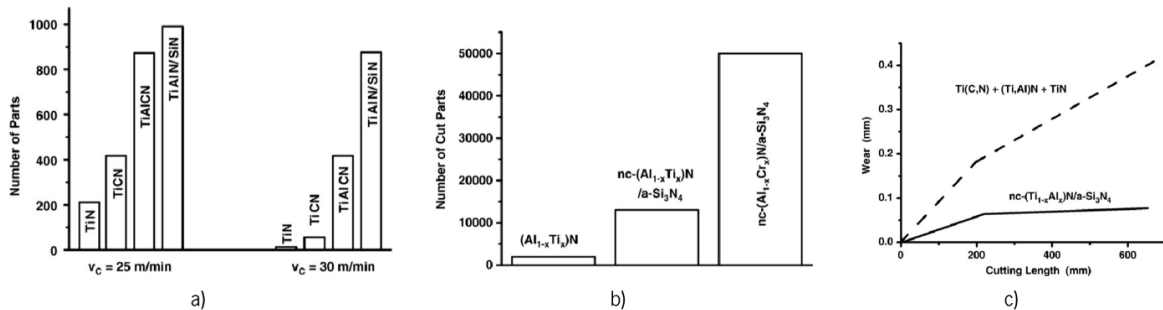 Number of Parts
1000
800
600
400
200
0
TiN
TiCN
TiAlCN
TiAlN/SiN
TiN
TiCN
TiAlCN
TiAlN/SiN
v_C = 25 m/min
v_C = 30 m/min
a)
Number of Cut Parts
50000
40000
30000
20000
10000
0
(Al₁₋ₓTiₓ)N
nc-(Al₁₋ₓTiₓ)N
/a-Si₃N₄
nc-(Al₁₋ₓCrₓ)N/a-Si₃N₄
b)
Wear (mm)
0.4
0.3
0.2
0.1
0.0
Ti(C,N) + (Ti,Al)N + TiN
nc-(Ti₁₋ₓAlₓ)N/a-Si₃N₄
0
200
400
600
Cutting Length (mm)
c)